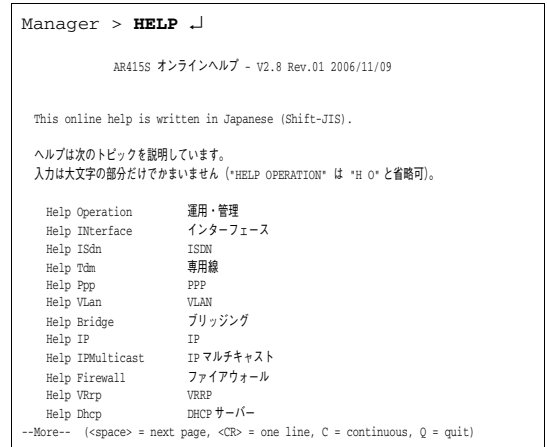 Manager > HELP ↵
AR415S オンラインヘルプ - V2.8 Rev.01 2006/11/09
This online help is written in Japanese (Shift-JIS).
ヘルプは次のトピックを説明しています。
入力は大文字の部分だけでかまいません ("HELP OPERATION" は "H O" と省略可)。
Help Operation 運用・管理
Help INterface インターフェース
Help ISdn ISDN
Help Tdm 専用線
Help Ppp PPP
Help VLan VLAN
Help Bridge ブリッジング
Help IP IP
Help IPMulticast IP マルチキャスト
Help Firewall ファイアウォール
Help VRrp VRRP
Help Dhcp DHCP サーバー
--More-- (<space> = next page, <CR> = one line, C = continuous, Q = quit)